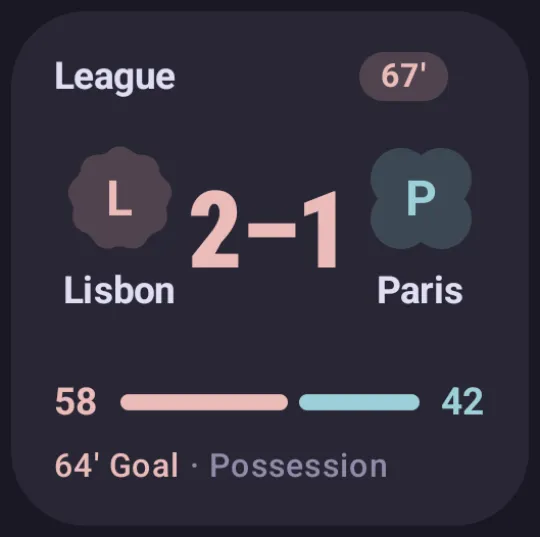 League 67'
L 2–1 P
Lisbon Paris
58 42
64' Goal · Possession